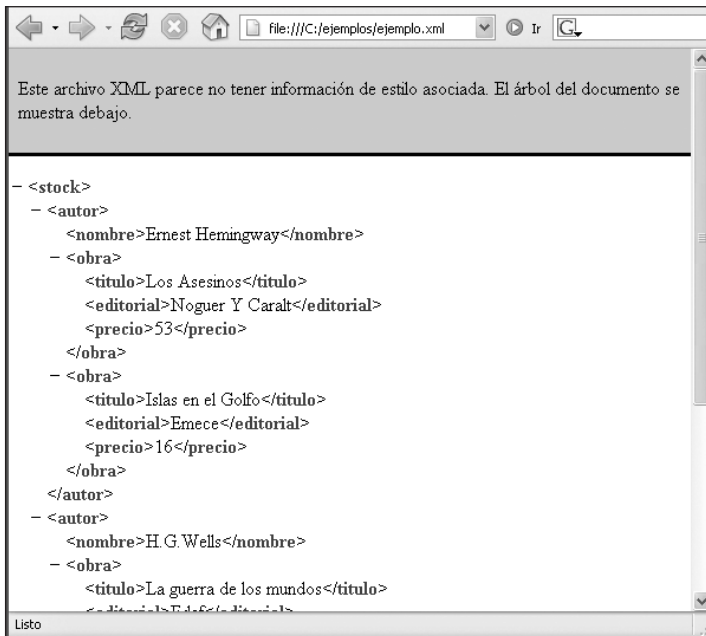 file:///C:/ejemplos/ejemplo.xml Ir G
Este archivo XML parece no tener información de estilo asociada. El árbol del documento se
muestra debajo.
− <stock>
− <autor>
<nombre>Ernest Hemingway</nombre>
− <obra>
<titulo>Los Asesinos</titulo>
<editorial>Noguer Y Caralt</editorial>
<precio>53</precio>
</obra>
− <obra>
<titulo>Islas en el Golfo</titulo>
<editorial>Emece</editorial>
<precio>16</precio>
</obra>
</autor>
− <autor>
<nombre>H.G.Wells</nombre>
− <obra>
<titulo>La guerra de los mundos</titulo>
<editorial>Edaf</editorial>
Listo